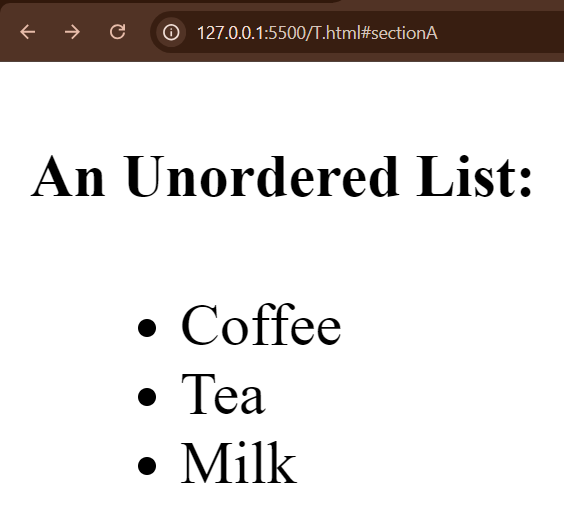 127.0.0.1:5500/T.html#sectionA
An Unordered List:
Coffee
Tea
Milk